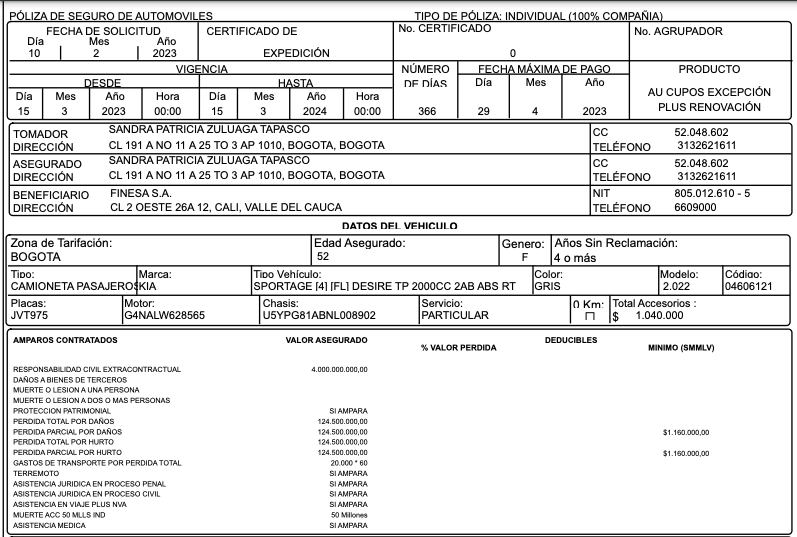 PÓLIZA DE SEGURO DE AUTOMOVILES TIPO DE PÓLIZA: INDIVIDUAL (100% COMPAÑIA)
FECHA DE SOLICITUD CERTIFICADO DE No. CERTIFICADO No. AGRUPADOR
Día Mes Año
10 2 2023 EXPEDICIÓN 0
VIGENCIA NÚMERO DE DÍAS FECHA MÁXIMA DE PAGO PRODUCTO
DESDE HASTA
Día Mes Año Hora Día Mes Año Hora Día Mes Año AU CUPOS EXCEPCIÓN
15 3 2023 00:00 15 3 2024 00:00 366 29 4 2023 PLUS RENOVACIÓN
TOMADOR SANDRA PATRICIA ZULUAGA TAPASCO CC 52.048.602
DIRECCIÓN CL 191 A NO 11 A 25 TO 3 AP 1010, BOGOTA, BOGOTA TELÉFONO 3132621611
ASEGURADO SANDRA PATRICIA ZULUAGA TAPASCO CC 52.048.602
DIRECCIÓN CL 191 A NO 11 A 25 TO 3 AP 1010, BOGOTA, BOGOTA TELÉFONO 3132621611
BENEFICIARIO FINESA S.A. NIT 805.012.610 - 5
DIRECCIÓN CL 2 OESTE 26A 12, CALI, VALLE DEL CAUCA TELÉFONO 6609000
DATOS DEL VEHICULO
Zona de Tarifación: Edad Asegurado: Genero: Años Sin Reclamación:
BOGOTA 52 F 4 o más
Tipo: Marca: Tipo Vehículo: Color: Modelo: Código:
CAMIONETA PASAJEROS KIA SPORTAGE [4] [FL] DESIRE TP 2000CC 2AB ABS RT GRIS 2.022 04606121
Placas: Motor: Chasis: Servicio: 0 Km: Total Accesorios :
JVT975 G4NALW628565 U5YPG81ABNL008902 PARTICULAR $ 1.040.000
AMPAROS CONTRATADOS VALOR ASEGURADO DEDUCIBLES
% VALOR PERDIDA MINIMO (SMMLV)
RESPONSABILIDAD CIVIL EXTRACONTRACTUAL 4.000.000.000,00
DAÑOS A BIENES DE TERCEROS
MUERTE O LESION A UNA PERSONA
MUERTE O LESION A DOS O MAS PERSONAS
PROTECCION PATRIMONIAL SI AMPARA
PERDIDA TOTAL POR DAÑOS 124.500.000,00
PERDIDA PARCIAL POR DAÑOS 124.500.000,00 $1.160.000,00
PERDIDA TOTAL POR HURTO 124.500.000,00
PERDIDA PARCIAL POR HURTO 124.500.000,00 $1.160.000,00
GASTOS DE TRANSPORTE POR PERDIDA TOTAL 20.000 * 60
TERREMOTO SI AMPARA
ASISTENCIA JURIDICA EN PROCESO PENAL SI AMPARA
ASISTENCIA JURIDICA EN PROCESO CIVIL SI AMPARA
ASISTENCIA EN VIAJE PLUS NVA SI AMPARA
MUERTE ACC 50 MLLS IND 50 Millones
ASISTENCIA MEDICA SI AMPARA